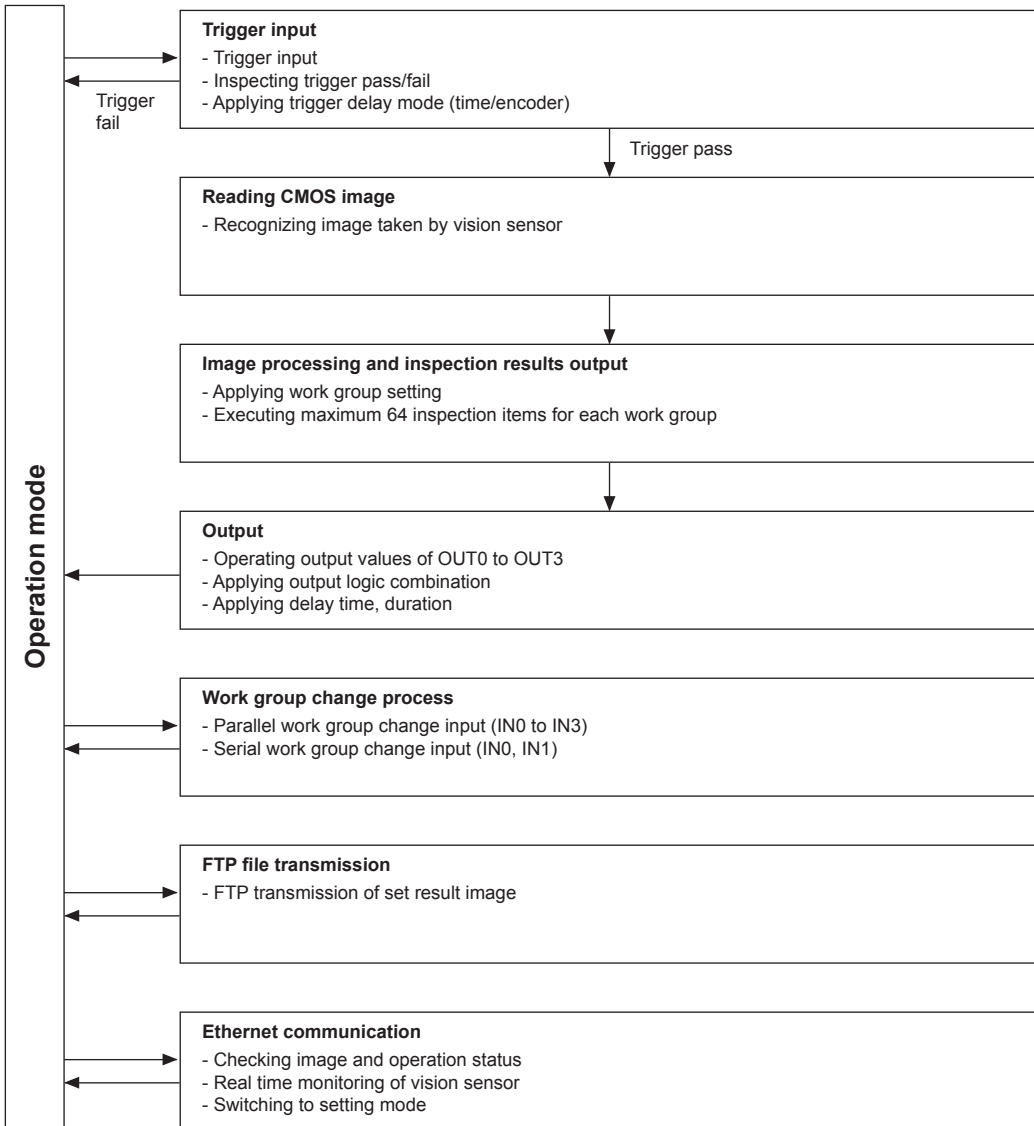 Operation mode
Trigger input
- Trigger input
- Inspecting trigger pass/fail
- Applying trigger delay mode (time/encoder)
Trigger
fail
Trigger pass
Reading CMOS image
- Recognizing image taken by vision sensor
Image processing and inspection results output
- Applying work group setting
- Executing maximum 64 inspection items for each work group
Output
- Operating output values of OUT0 to OUT3
- Applying output logic combination
- Applying delay time, duration
Work group change process
- Parallel work group change input (IN0 to IN3)
- Serial work group change input (IN0, IN1)
FTP file transmission
- FTP transmission of set result image
Ethernet communication
- Checking image and operation status
- Real time monitoring of vision sensor
- Switching to setting mode